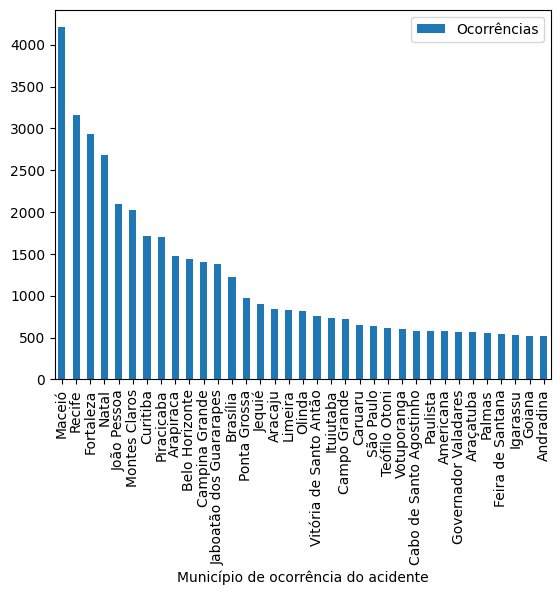 Ocorrências
4000
3500
3000
2500
2000
1500
1000
500
0
Maceió
Recife
Fortaleza
Natal
João Pessoa
Montes Claros
Curitiba
Piracicaba
Arapiraca
Belo Horizonte
Campina Grande
Jaboatão dos Guararapes
Brasília
Ponta Grossa
Jequié
Aracaju
Limeira
Olinda
Vitória de Santo Antão
Ituiutaba
Campo Grande
Caruaru
São Paulo
Teófilo Otoni
Votuporanga
Cabo de Santo Agostinho
Paulista
Americana
Governador Valadares
Araçatuba
Palmas
Feira de Santana
Igarassu
Goiana
Andradina
Município de ocorrência do acidente